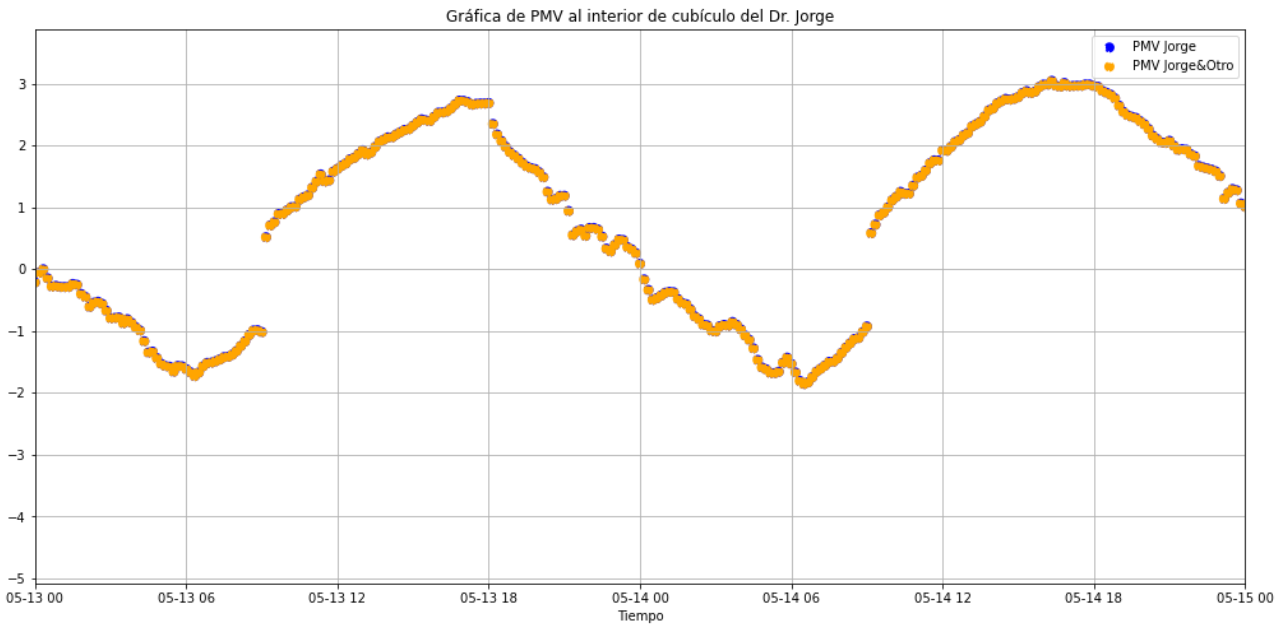 Gráfica de PMV al interior de cubículo del Dr. Jorge
PMV Jorge
PMV Jorge&Otro
3
2
1
0
−1
−2
−3
−4
−5
05-13 00 05-13 06 05-13 12 05-13 18 05-14 00 05-14 06 05-14 12 05-14 18 05-15 00
Tiempo